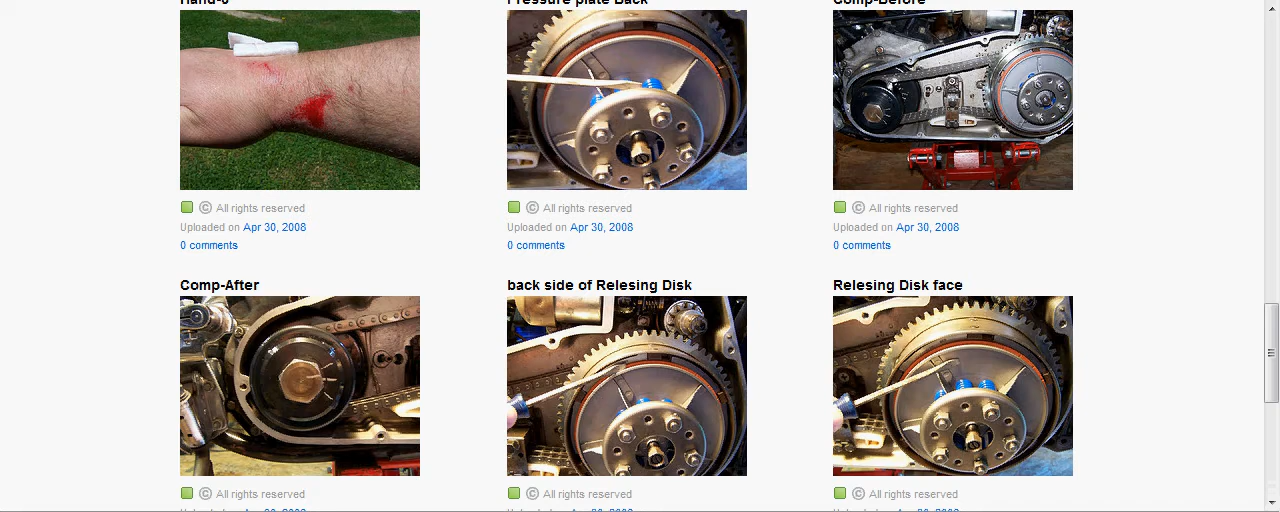 Pressure plate Back
Comp-Before
© All rights reserved
© All rights reserved
© All rights reserved
Uploaded on Apr 30, 2008
Uploaded on Apr 30, 2008
Uploaded on Apr 30, 2008
0 comments
0 comments
0 comments
Comp-After
back side of Relesing Disk
Relesing Disk face
© All rights reserved
© All rights reserved
© All rights reserved